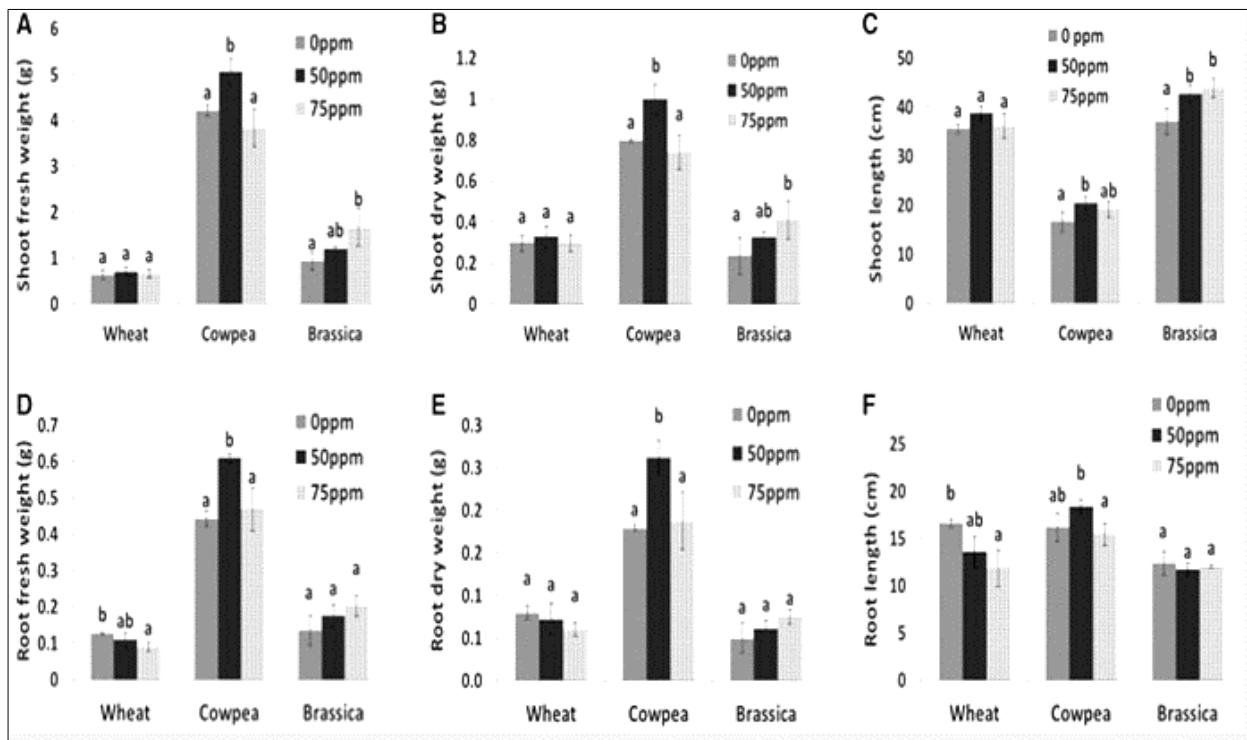 A
Shoot fresh weight (g)
6
5
4
3
2
1
0
0ppm
50ppm
75ppm
a a a
a b a
a ab b
Wheat Cowpea Brassica
B
Shoot dry weight (g)
1.2
1
0.8
0.6
0.4
0.2
0
0ppm
50ppm
75ppm
a a a
a b a
a ab b
Wheat Cowpea Brassica
C
Shoot length (cm)
50
40
30
20
10
0
0 ppm
50ppm
75ppm
a a a
a b ab
a b b
Wheat Cowpea Brassica
D
Root fresh weight (g)
0.7
0.6
0.5
0.4
0.3
0.2
0.1
0.0
0ppm
50ppm
75ppm
b ab a
a b a
a a a
Wheat Cowpea Brassica
E
Root dry weight (g)
0.3
0.3
0.2
0.2
0.1
0.1
0.0
0ppm
50ppm
75ppm
a a a
a b a
a a a
Wheat Cowpea Brassica
F
Root length (cm)
25
20
15
10
5
0
0ppm
50ppm
75ppm
b ab a
ab b a
a a a
Wheat Cowpea Brassica